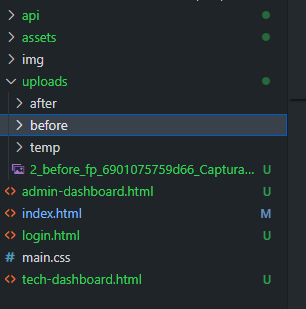 api
assets
img
uploads
after
before
temp
2_before_fp_6901075759d66_Captura... U
admin-dashboard.html U
index.html M
login.html U
# main.css
tech-dashboard.html U